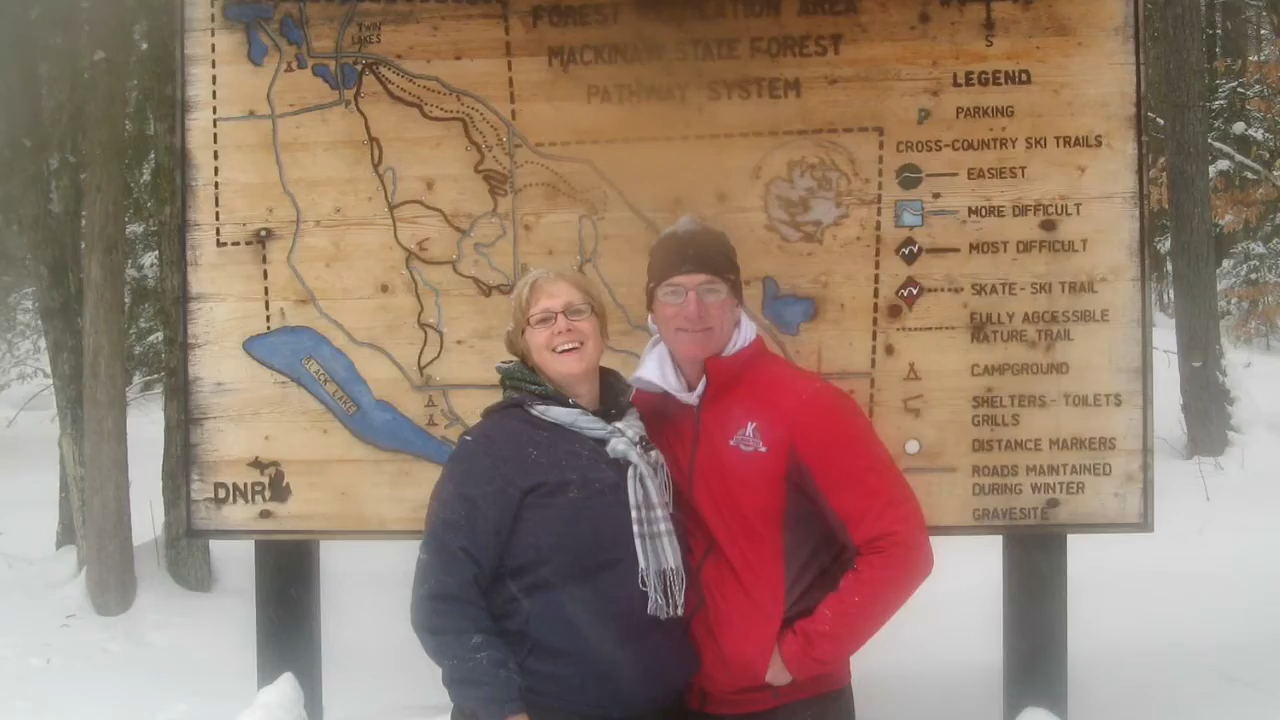 TWIN
LAKES
FOREST RECREATION AREA
MACKINAW STATE FOREST
PATHWAY SYSTEM
S
LEGEND
P PARKING
CROSS-COUNTRY SKI TRAILS
EASIEST
MORE DIFFICULT
MOST DIFFICULT
SKATE-SKI TRAIL
FULLY ACCESSIBLE
NATURE TRAIL
CAMPGROUND
SHELTERS-TOILETS
GRILLS
DISTANCE MARKERS
ROADS MAINTAINED
DURING WINTER
GRAVESITE
BLACK LAKE
DNR
K